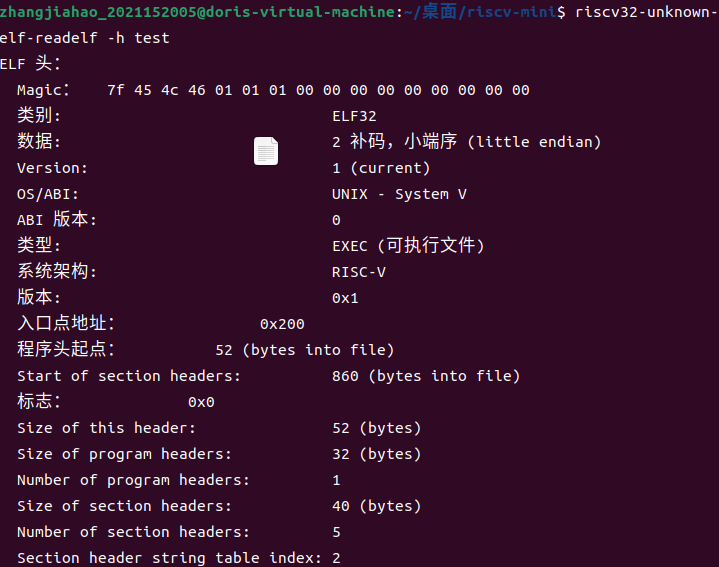 zhangjiahao_2021152005@doris-virtual-machine:~/桌面/riscv-mini$ riscv32-unknown-
elf-readelf -h test
ELF 头：
  Magic：   7f 45 4c 46 01 01 01 00 00 00 00 00 00 00 00 00
  类别:                              ELF32
  数据:                              2 补码，小端序 (little endian)
  Version:                           1 (current)
  OS/ABI:                            UNIX - System V
  ABI 版本:                          0
  类型:                              EXEC (可执行文件)
  系统架构:                          RISC-V
  版本:                              0x1
  入口点地址：               0x200
  程序头起点：          52 (bytes into file)
  Start of section headers:          860 (bytes into file)
  标志：             0x0
  Size of this header:               52 (bytes)
  Size of program headers:           32 (bytes)
  Number of program headers:         1
  Size of section headers:           40 (bytes)
  Number of section headers:         5
  Section header string table index: 2